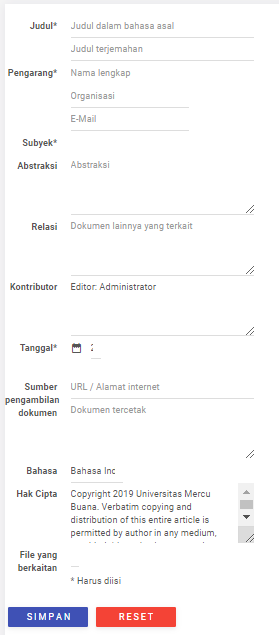 Judul* Judul dalam bahasa asal
Judul terjemahan
Pengarang* Nama lengkap
Organisasi
E-Mail
Subyek*
Abstraksi Abstraksi
Relasi Dokumen lainnya yang terkait
Kontributor Editor: Administrator
Tanggal*
Sumber pengambilan dokumen URL / Alamat internet
Dokumen tercetak
Bahasa Bahasa Inc
Hak Cipta Copyright 2019 Universitas Mercu
Buana. Verbatim copying and
distribution of this entire article is
permitted by author in any medium,
File yang
berkaitan
* Harus diisi
SIMPAN RESET